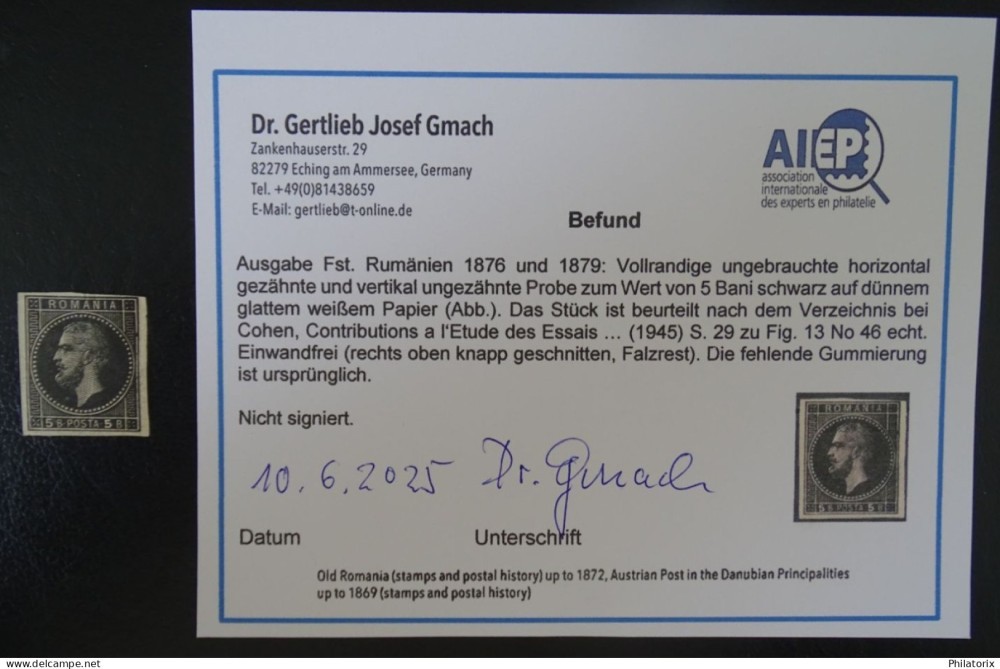 Dr. Gertlieb Josef Gmach
Zankenhauserstr. 29
82279 Eching am Ammersee, Germany
Tel. +49(0)81438659
E-Mail: gertlieb@t-online.de
AIEP
association
internationale
des experts en philatelie
Befund
Ausgabe Fst. Rumänien 1876 und 1879: Vollrandige ungebrauchte horizontal
gezähnte und vertikal ungezähnte Probe zum Wert von 5 Bani schwarz auf dünnem
glattem weißem Papier (Abb.). Das Stück ist beurteilt nach dem Verzeichnis bei
Cohen, Contributions a l'Etude des Essais ... (1945) S. 29 zu Fig. 13 No 46 echt.
Einwandfrei (rechts oben knapp geschnitten, Falzrest). Die fehlende Gummierung
ist ursprünglich.
Nicht signiert.
10.6.2025 Dr. Gmach
Datum Unterschrift
Old Romania (stamps and postal history) up to 1872, Austrian Post in the Danubian Principalities
up to 1869 (stamps and postal history)
ROMANIA
5 B. POSTA 5 B
ROMANIA
5 B POSTA 5 B
Philatorix